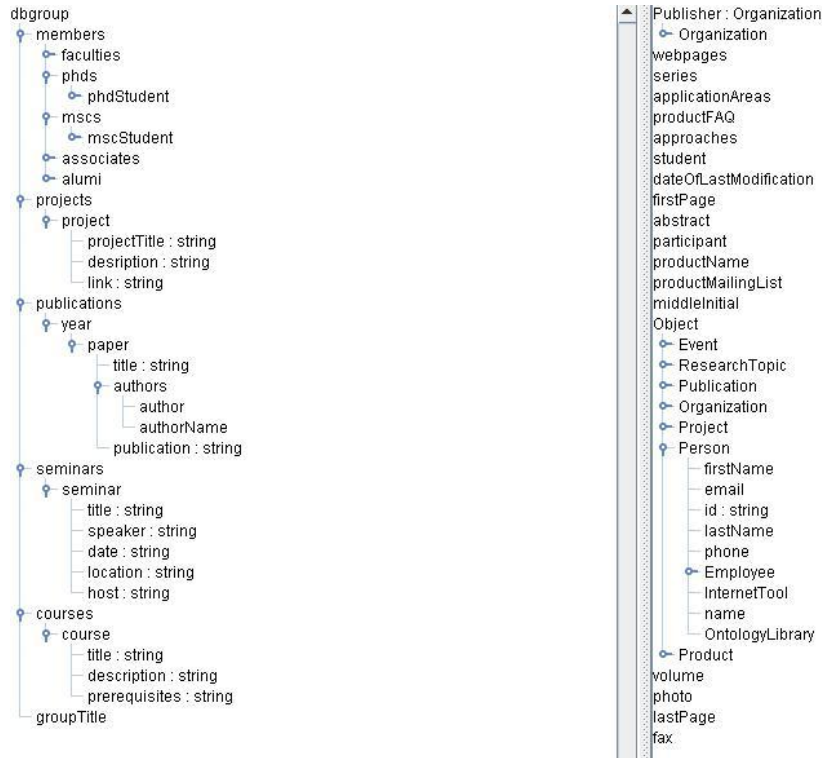 dbgroup
members
faculties
phds
phdStudent
mscs
mscStudent
associates
alumi
projects
project
projectTitle : string
desription : string
link : string
publications
year
paper
title : string
authors
author
authorName
publication : string
seminars
seminar
title : string
speaker : string
date : string
location : string
host : string
courses
course
title : string
description : string
prerequisites : string
groupTitle
Publisher : Organization
Organization
webpages
series
applicationAreas
productFAQ
approaches
student
dateOfLastModification
firstPage
abstract
participant
productName
productMailingList
middleInitial
Object
Event
ResearchTopic
Publication
Organization
Project
Person
firstName
email
id : string
lastName
phone
Employee
InternetTool
name
OntologyLibrary
Product
volume
photo
lastPage
fax